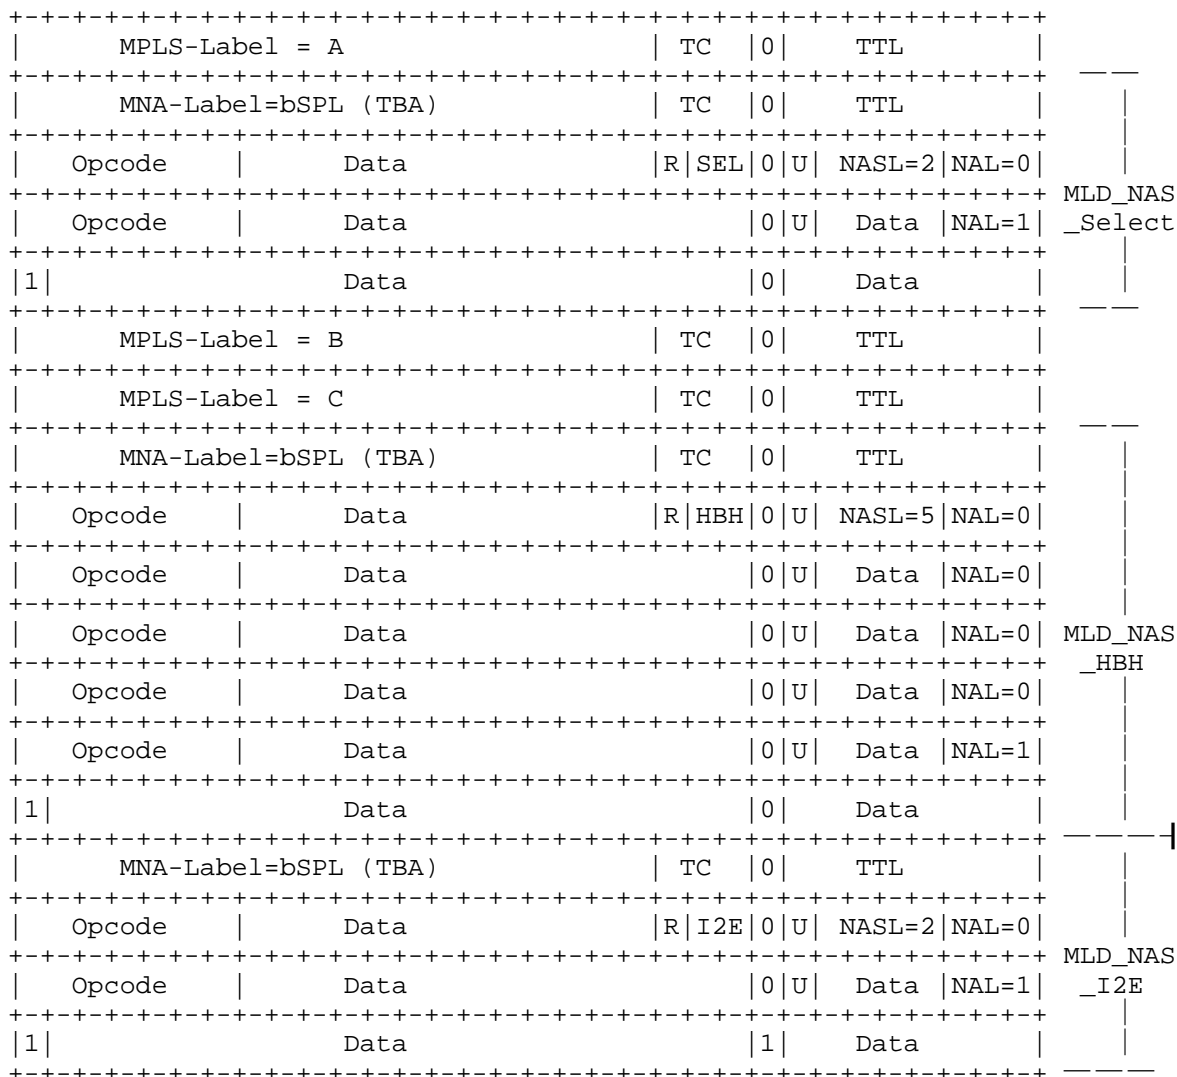 +-+-+-+-+-+-+-+-+-+-+-+-+-+-+-+-+-+-+-+-+-+-+-+-+-+-+-+-+-+-+-+-+
|      MPLS-Label = A                    | TC  |0|    TTL        |
+-+-+-+-+-+-+-+-+-+-+-+-+-+-+-+-+-+-+-+-+-+-+-+-+-+-+-+-+-+-+-+-+
|      MNA-Label=bSPL (TBA)              | TC  |0|    TTL        |
+-+-+-+-+-+-+-+-+-+-+-+-+-+-+-+-+-+-+-+-+-+-+-+-+-+-+-+-+-+-+-+-+
|   Opcode    |      Data                |R|SEL|0|U| NASL=2|NAL=0|
+-+-+-+-+-+-+-+-+-+-+-+-+-+-+-+-+-+-+-+-+-+-+-+-+-+-+-+-+-+-+-+-+ MLD_NAS
|   Opcode    |      Data                      |0|U|  Data |NAL=1| _Select
+-+-+-+-+-+-+-+-+-+-+-+-+-+-+-+-+-+-+-+-+-+-+-+-+-+-+-+-+-+-+-+-+
|1|                  Data                      |0|    Data       |
+-+-+-+-+-+-+-+-+-+-+-+-+-+-+-+-+-+-+-+-+-+-+-+-+-+-+-+-+-+-+-+-+
|      MPLS-Label = B                    | TC  |0|    TTL        |
+-+-+-+-+-+-+-+-+-+-+-+-+-+-+-+-+-+-+-+-+-+-+-+-+-+-+-+-+-+-+-+-+
|      MPLS-Label = C                    | TC  |0|    TTL        |
+-+-+-+-+-+-+-+-+-+-+-+-+-+-+-+-+-+-+-+-+-+-+-+-+-+-+-+-+-+-+-+-+
|      MNA-Label=bSPL (TBA)              | TC  |0|    TTL        |
+-+-+-+-+-+-+-+-+-+-+-+-+-+-+-+-+-+-+-+-+-+-+-+-+-+-+-+-+-+-+-+-+
|   Opcode    |      Data                |R|HBH|0|U| NASL=5|NAL=0|
+-+-+-+-+-+-+-+-+-+-+-+-+-+-+-+-+-+-+-+-+-+-+-+-+-+-+-+-+-+-+-+-+
|   Opcode    |      Data                      |0|U|  Data |NAL=0|
+-+-+-+-+-+-+-+-+-+-+-+-+-+-+-+-+-+-+-+-+-+-+-+-+-+-+-+-+-+-+-+-+
|   Opcode    |      Data                      |0|U|  Data |NAL=0| MLD_NAS
+-+-+-+-+-+-+-+-+-+-+-+-+-+-+-+-+-+-+-+-+-+-+-+-+-+-+-+-+-+-+-+-+ _HBH
|   Opcode    |      Data                      |0|U|  Data |NAL=0|
+-+-+-+-+-+-+-+-+-+-+-+-+-+-+-+-+-+-+-+-+-+-+-+-+-+-+-+-+-+-+-+-+
|   Opcode    |      Data                      |0|U|  Data |NAL=1|
+-+-+-+-+-+-+-+-+-+-+-+-+-+-+-+-+-+-+-+-+-+-+-+-+-+-+-+-+-+-+-+-+
|1|                  Data                      |0|    Data       |
+-+-+-+-+-+-+-+-+-+-+-+-+-+-+-+-+-+-+-+-+-+-+-+-+-+-+-+-+-+-+-+-+
|      MNA-Label=bSPL (TBA)              | TC  |0|    TTL        |
+-+-+-+-+-+-+-+-+-+-+-+-+-+-+-+-+-+-+-+-+-+-+-+-+-+-+-+-+-+-+-+-+
|   Opcode    |      Data                |R|I2E|0|U| NASL=2|NAL=0|
+-+-+-+-+-+-+-+-+-+-+-+-+-+-+-+-+-+-+-+-+-+-+-+-+-+-+-+-+-+-+-+-+ MLD_NAS
|   Opcode    |      Data                      |0|U|  Data |NAL=1| _I2E
+-+-+-+-+-+-+-+-+-+-+-+-+-+-+-+-+-+-+-+-+-+-+-+-+-+-+-+-+-+-+-+-+
|1|                  Data                      |1|    Data       |
+-+-+-+-+-+-+-+-+-+-+-+-+-+-+-+-+-+-+-+-+-+-+-+-+-+-+-+-+-+-+-+-+